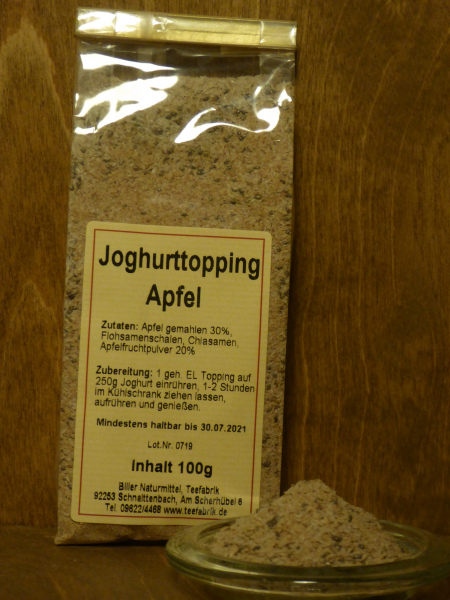 Joghurttopping
Apfel
Zutaten: Apfel gemahlen 30%,
Flohsamenschalen, Chiasamen,
Apfelfruchtpulver 20%
Zubereitung: 1 geh. EL Topping auf
250g Joghurt einrühren, 1-2 Stunden
im Kühlschrank ziehen lassen,
aufrühren und genießen.
Mindestens haltbar bis 30.07.2021
Lot.Nr. 0719
Inhalt 100g
Biller Naturmittel, Teefabrik
92253 Schnaittenbach, Am Scherhübel 6
Tel. 09622/4468 www.teefabrik.de